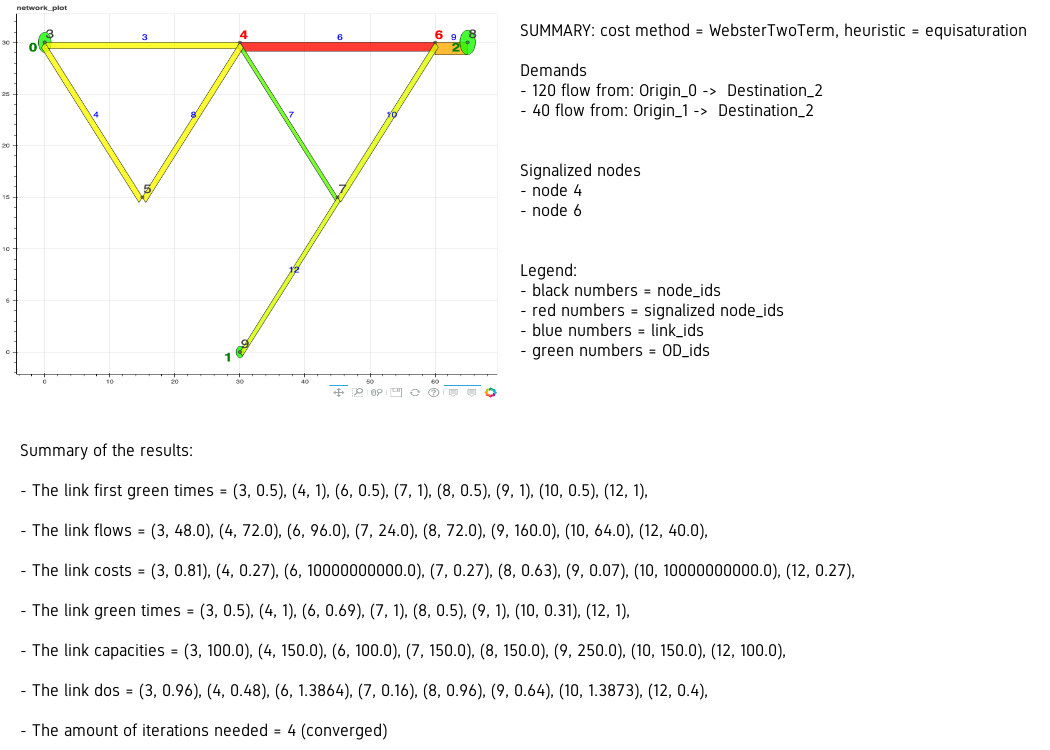 network_plot
SUMMARY: cost method = WebsterTwoTerm, heuristic = equisaturation
Demands
- 120 flow from: Origin_0 -> Destination_2
- 40 flow from: Origin_1 -> Destination_2
Signalized nodes
- node 4
- node 6
Legend:
- black numbers = node_ids
- red numbers = signalized node_ids
- blue numbers = link_ids
- green numbers = OD_ids
3 4 6 8
3 6 9
0 2
30
25
4 8 7 10
20
5 7
15
10
12
5
9
0
1
0 10 20 30 40 50 60
Summary of the results:
- The link first green times = (3, 0.5), (4, 1), (6, 0.5), (7, 1), (8, 0.5), (9, 1), (10, 0.5), (12, 1),
- The link flows = (3, 48.0), (4, 72.0), (6, 96.0), (7, 24.0), (8, 72.0), (9, 160.0), (10, 64.0), (12, 40.0),
- The link costs = (3, 0.81), (4, 0.27), (6, 10000000000.0), (7, 0.27), (8, 0.63), (9, 0.07), (10, 10000000000.0), (12, 0.27),
- The link green times = (3, 0.5), (4, 1), (6, 0.69), (7, 1), (8, 0.5), (9, 1), (10, 0.31), (12, 1),
- The link capacities = (3, 100.0), (4, 150.0), (6, 100.0), (7, 150.0), (8, 150.0), (9, 250.0), (10, 150.0), (12, 100.0),
- The link dos = (3, 0.96), (4, 0.48), (6, 1.3864), (7, 0.16), (8, 0.96), (9, 0.64), (10, 1.3873), (12, 0.4),
- The amount of iterations needed = 4 (converged)